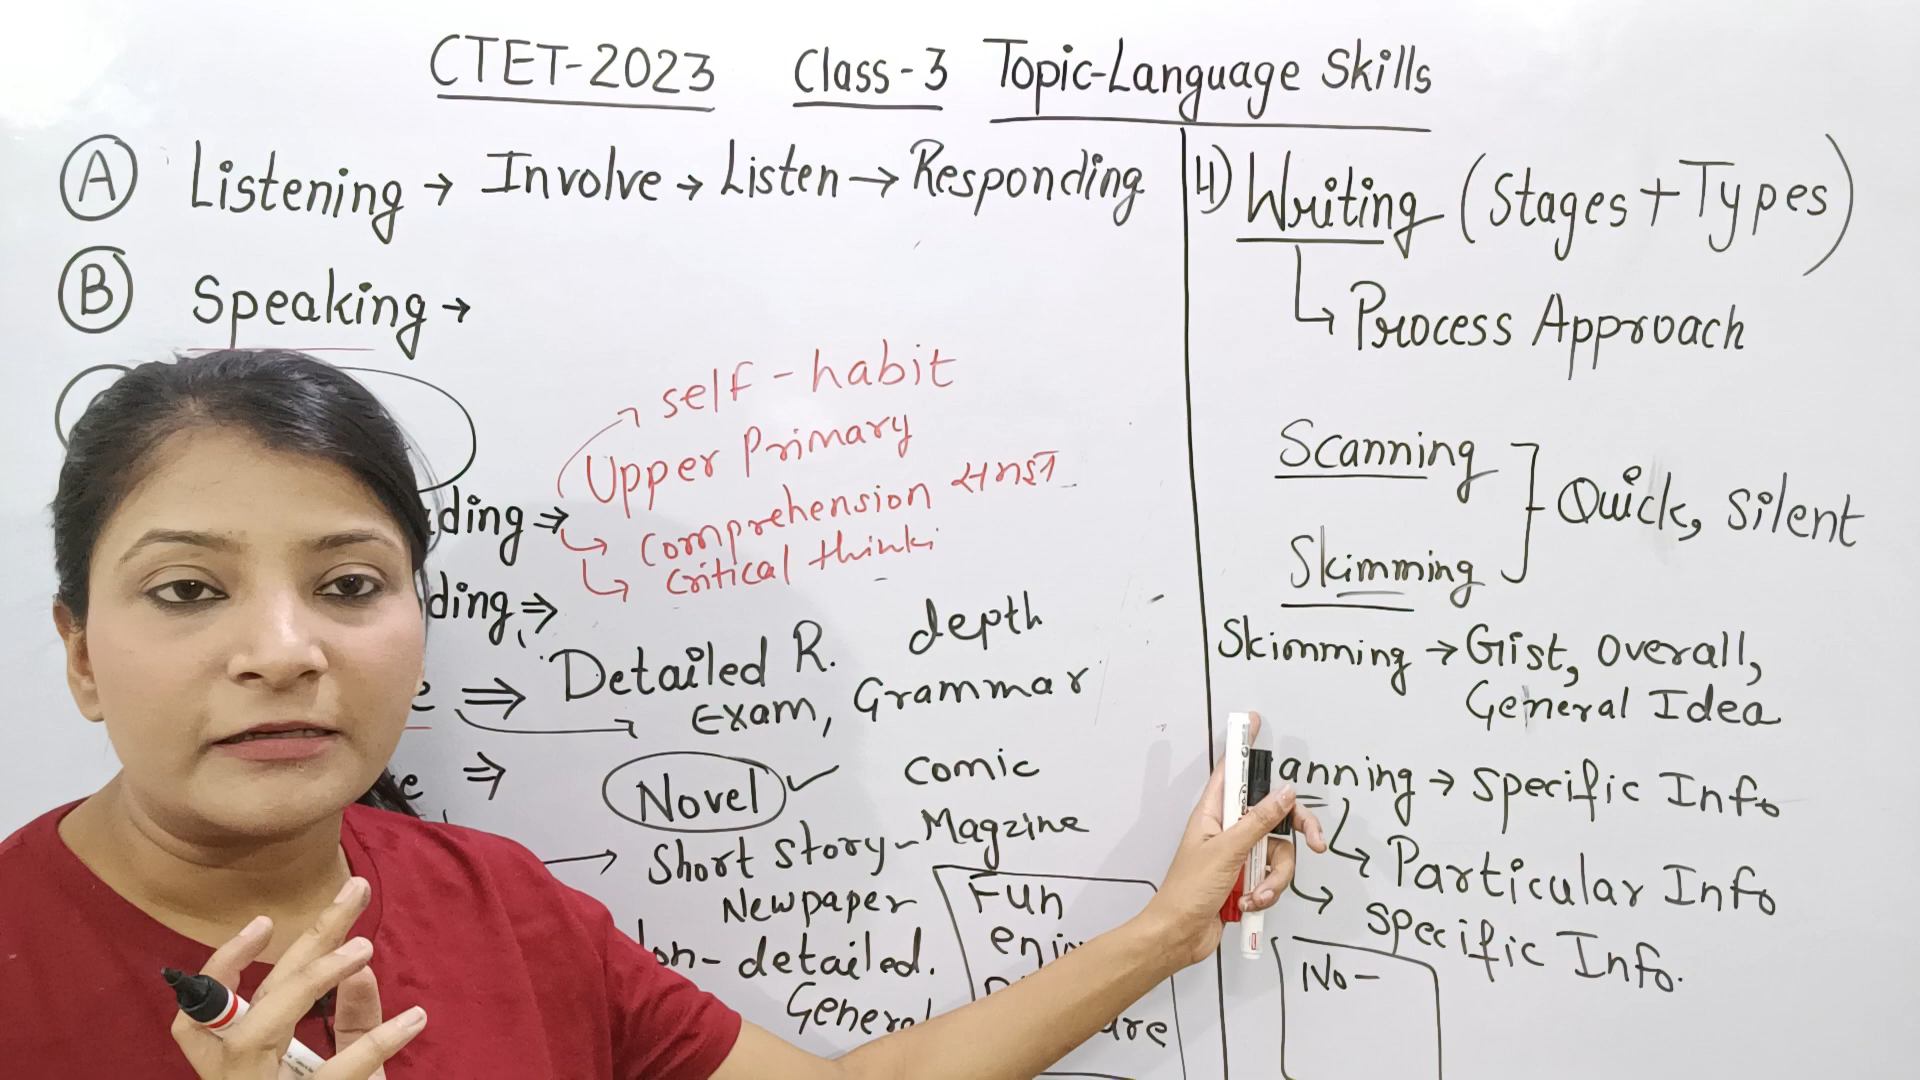 CTET-2023 Class-3 Topic-Language Skills
A Listening → Involve → Listen → Responding
B Speaking →
self-habit
Upper Primary
ding ⇒
comprehension
critical thinki
ding, ⇒
Detailed R. depth
e ⇒ Exam, Grammar
e ⇒ Novel ✓ comic
→ Short story - Magzine
Newpaper
on-detailed.
General
Fun
enj
are
4) Writing (Stages + Types)
↳ Process Approach
Scanning
Skimming
Quick, Silent
Skimming → Gist, Overall,
General Idea
anning → Specific Info
↳ Particular Info
↳ Specific Info.
No-